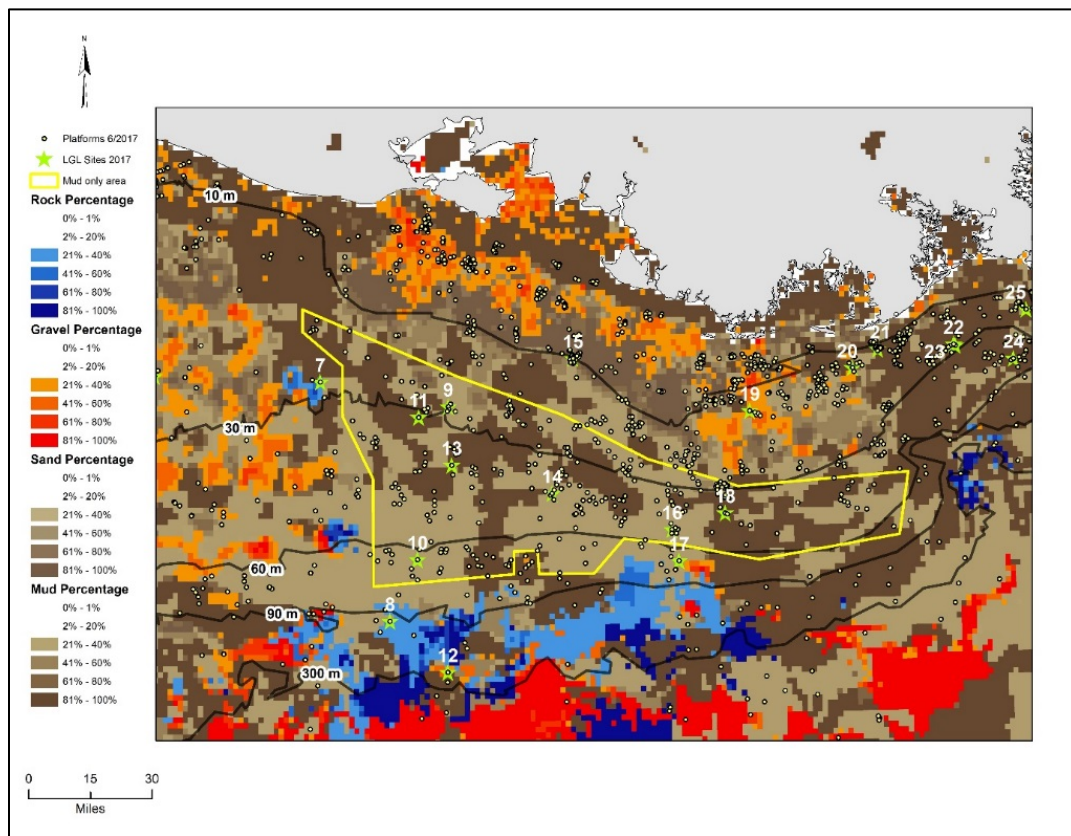 N
Platforms 6/2017
LGL Sites 2017
Mud only area
Rock Percentage
0% - 1%
2% - 20%
21% - 40%
41% - 60%
61% - 80%
81% - 100%
Gravel Percentage
0% - 1%
2% - 20%
21% - 40%
41% - 60%
61% - 80%
81% - 100%
Sand Percentage
0% - 1%
2% - 20%
21% - 40%
41% - 60%
61% - 80%
81% - 100%
Mud Percentage
0% - 1%
2% - 20%
21% - 40%
41% - 60%
61% - 80%
81% - 100%
0 15 30
Miles
10 m
25
22
21
23
24
15
20
7
9
19
11
30 m
13
14
18
16
17
10
60 m
90 m
8
12
300 m